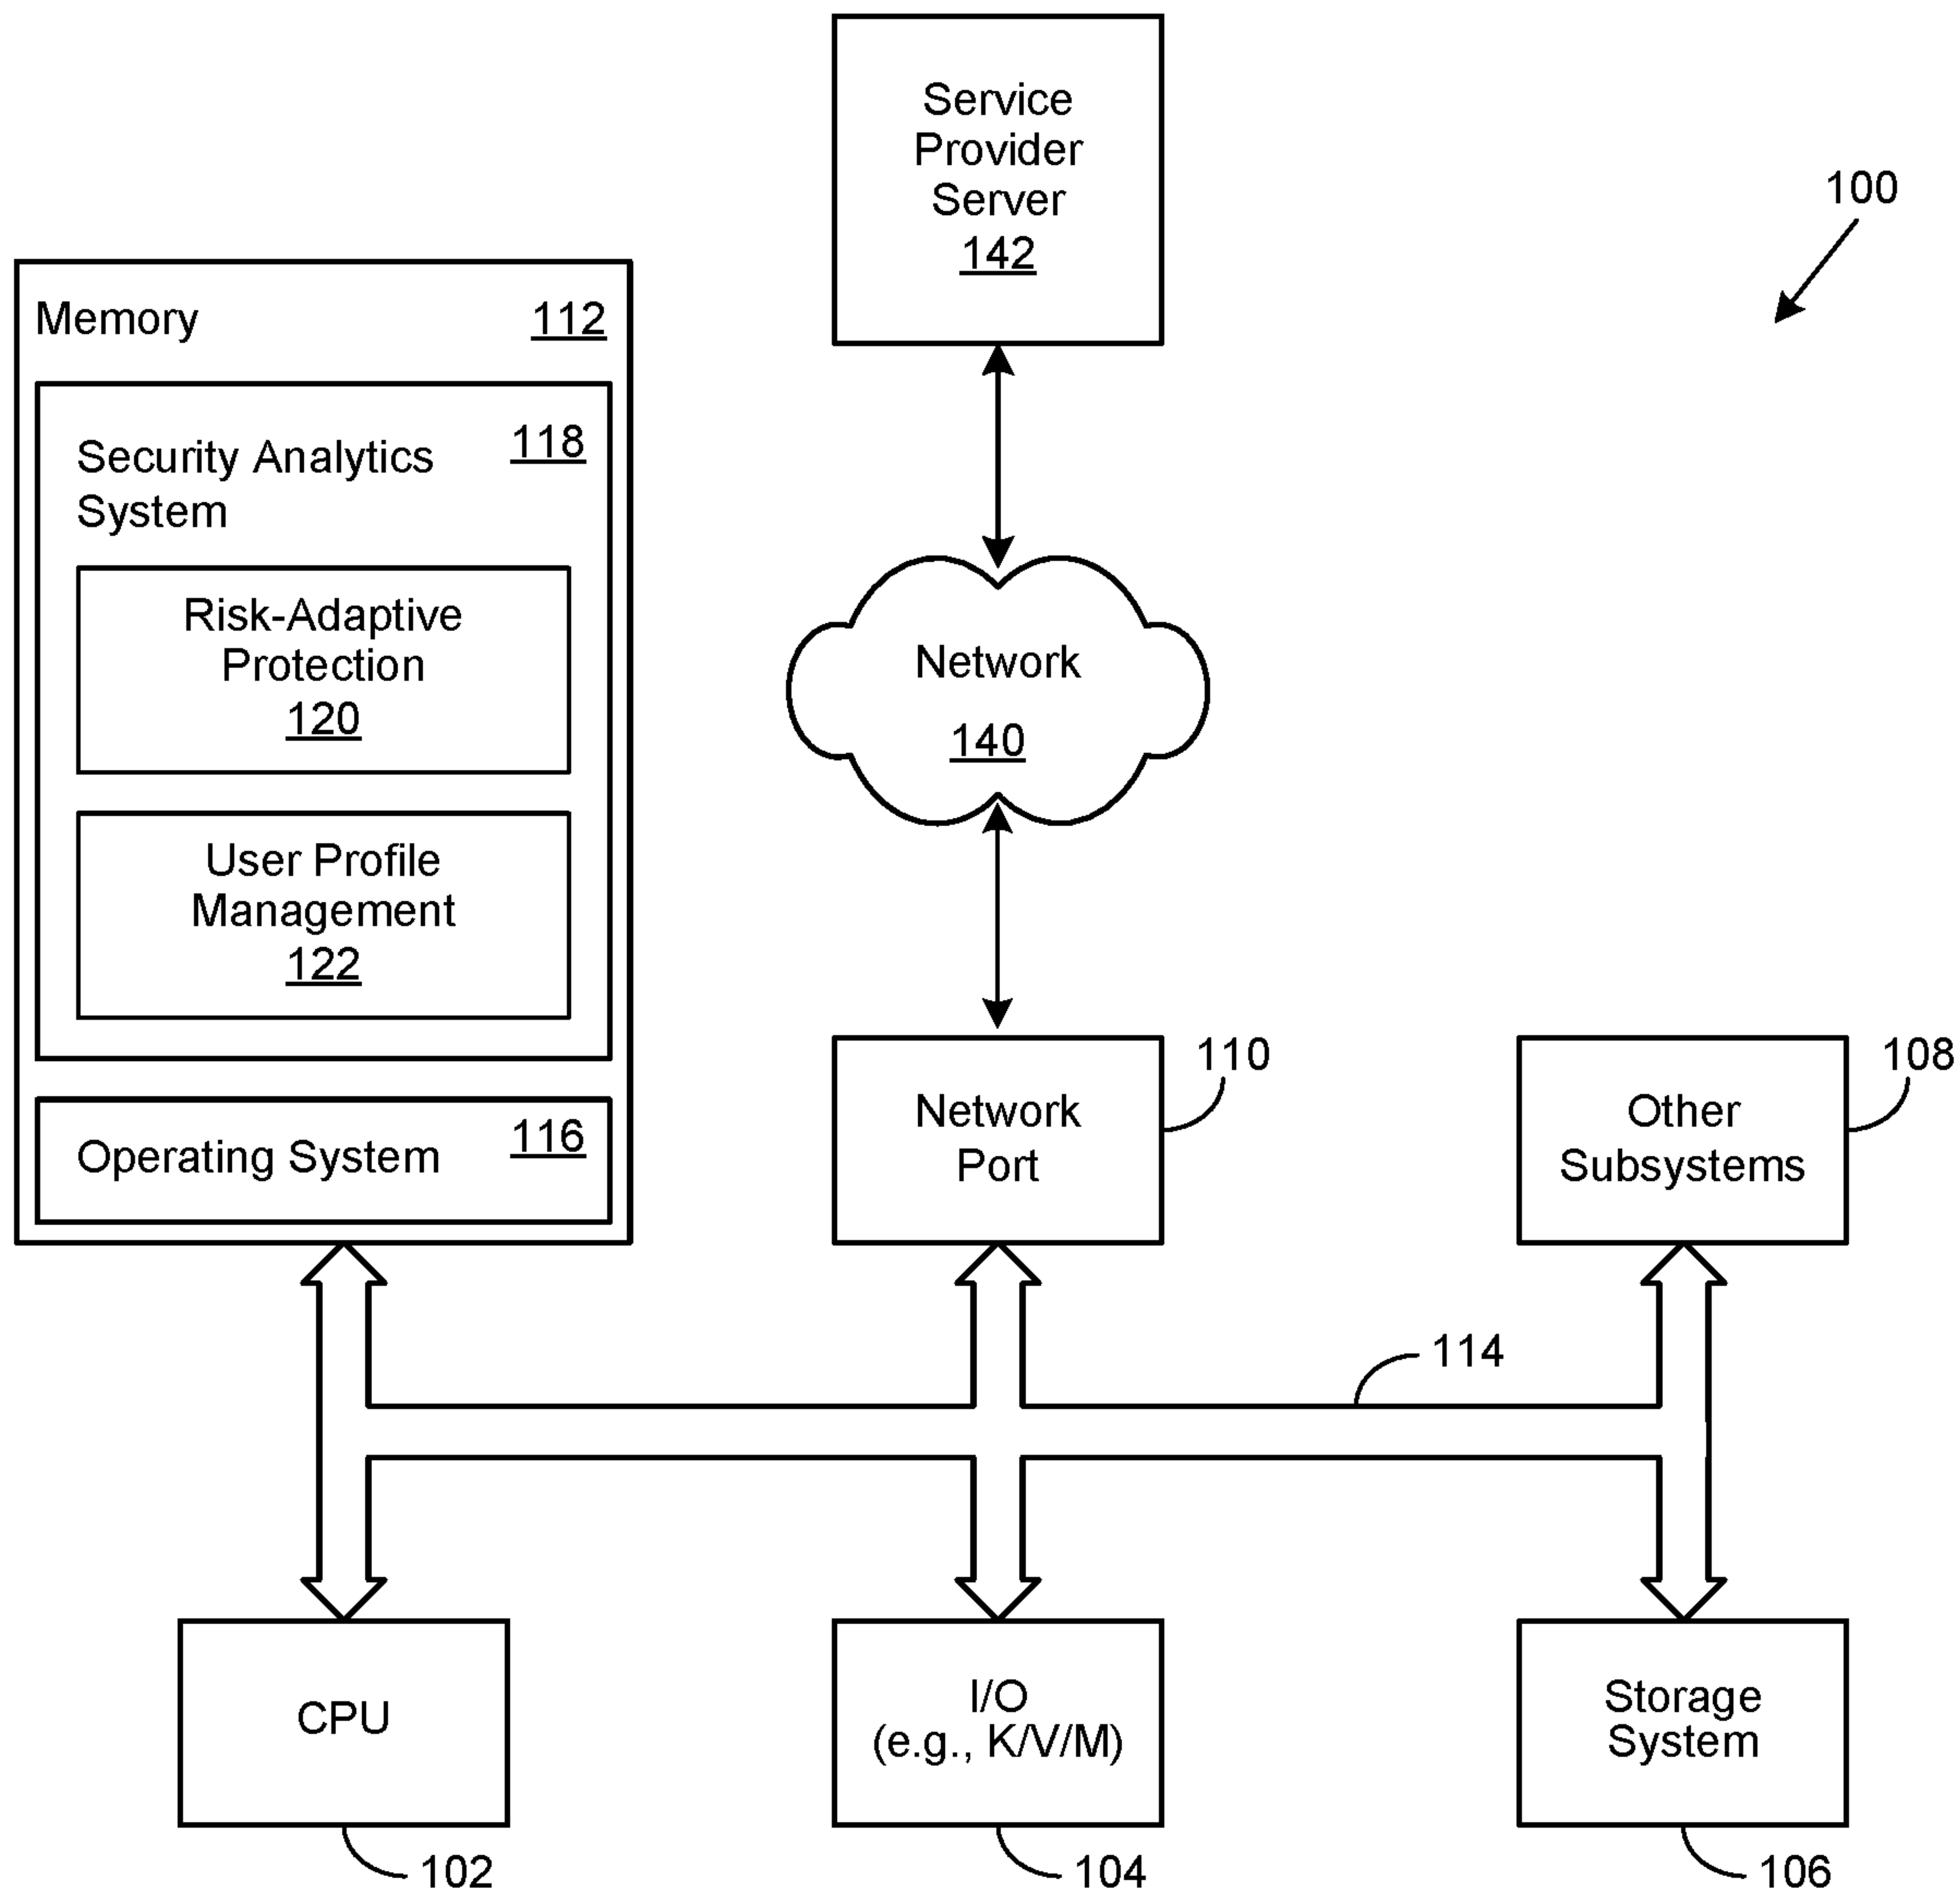 Service
Provider
Server
142
100
Memory 112
Security Analytics 118
System
Risk-Adaptive
Protection
120
User Profile
Management
122
Operating System 116
Network
140
Network
Port
110
Other
Subsystems
108
114
CPU
102
I/O
(e.g., K/V/M)
104
Storage
System
106